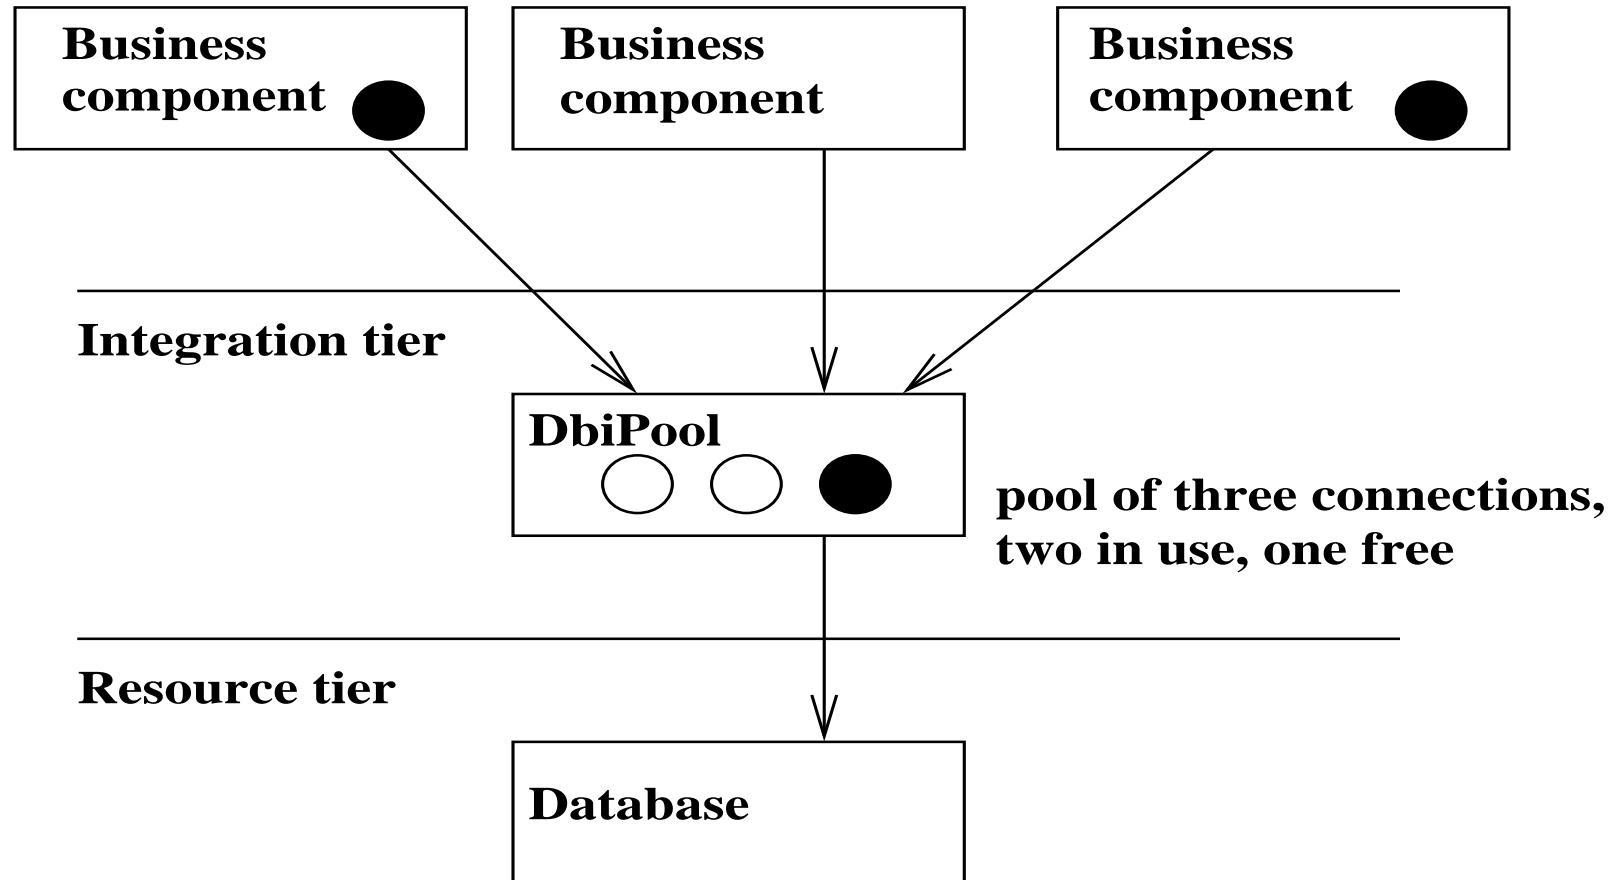 Business
component
Business
component
Business
component
Integration tier
DbiPool
pool of three connections,
two in use, one free
Resource tier
Database